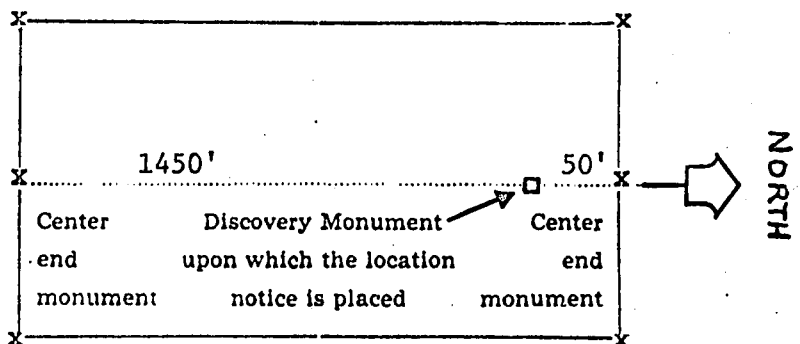 1450' 50'
NORTH
Center Discovery Monument Center
end upon which the location end
monument notice is placed monument